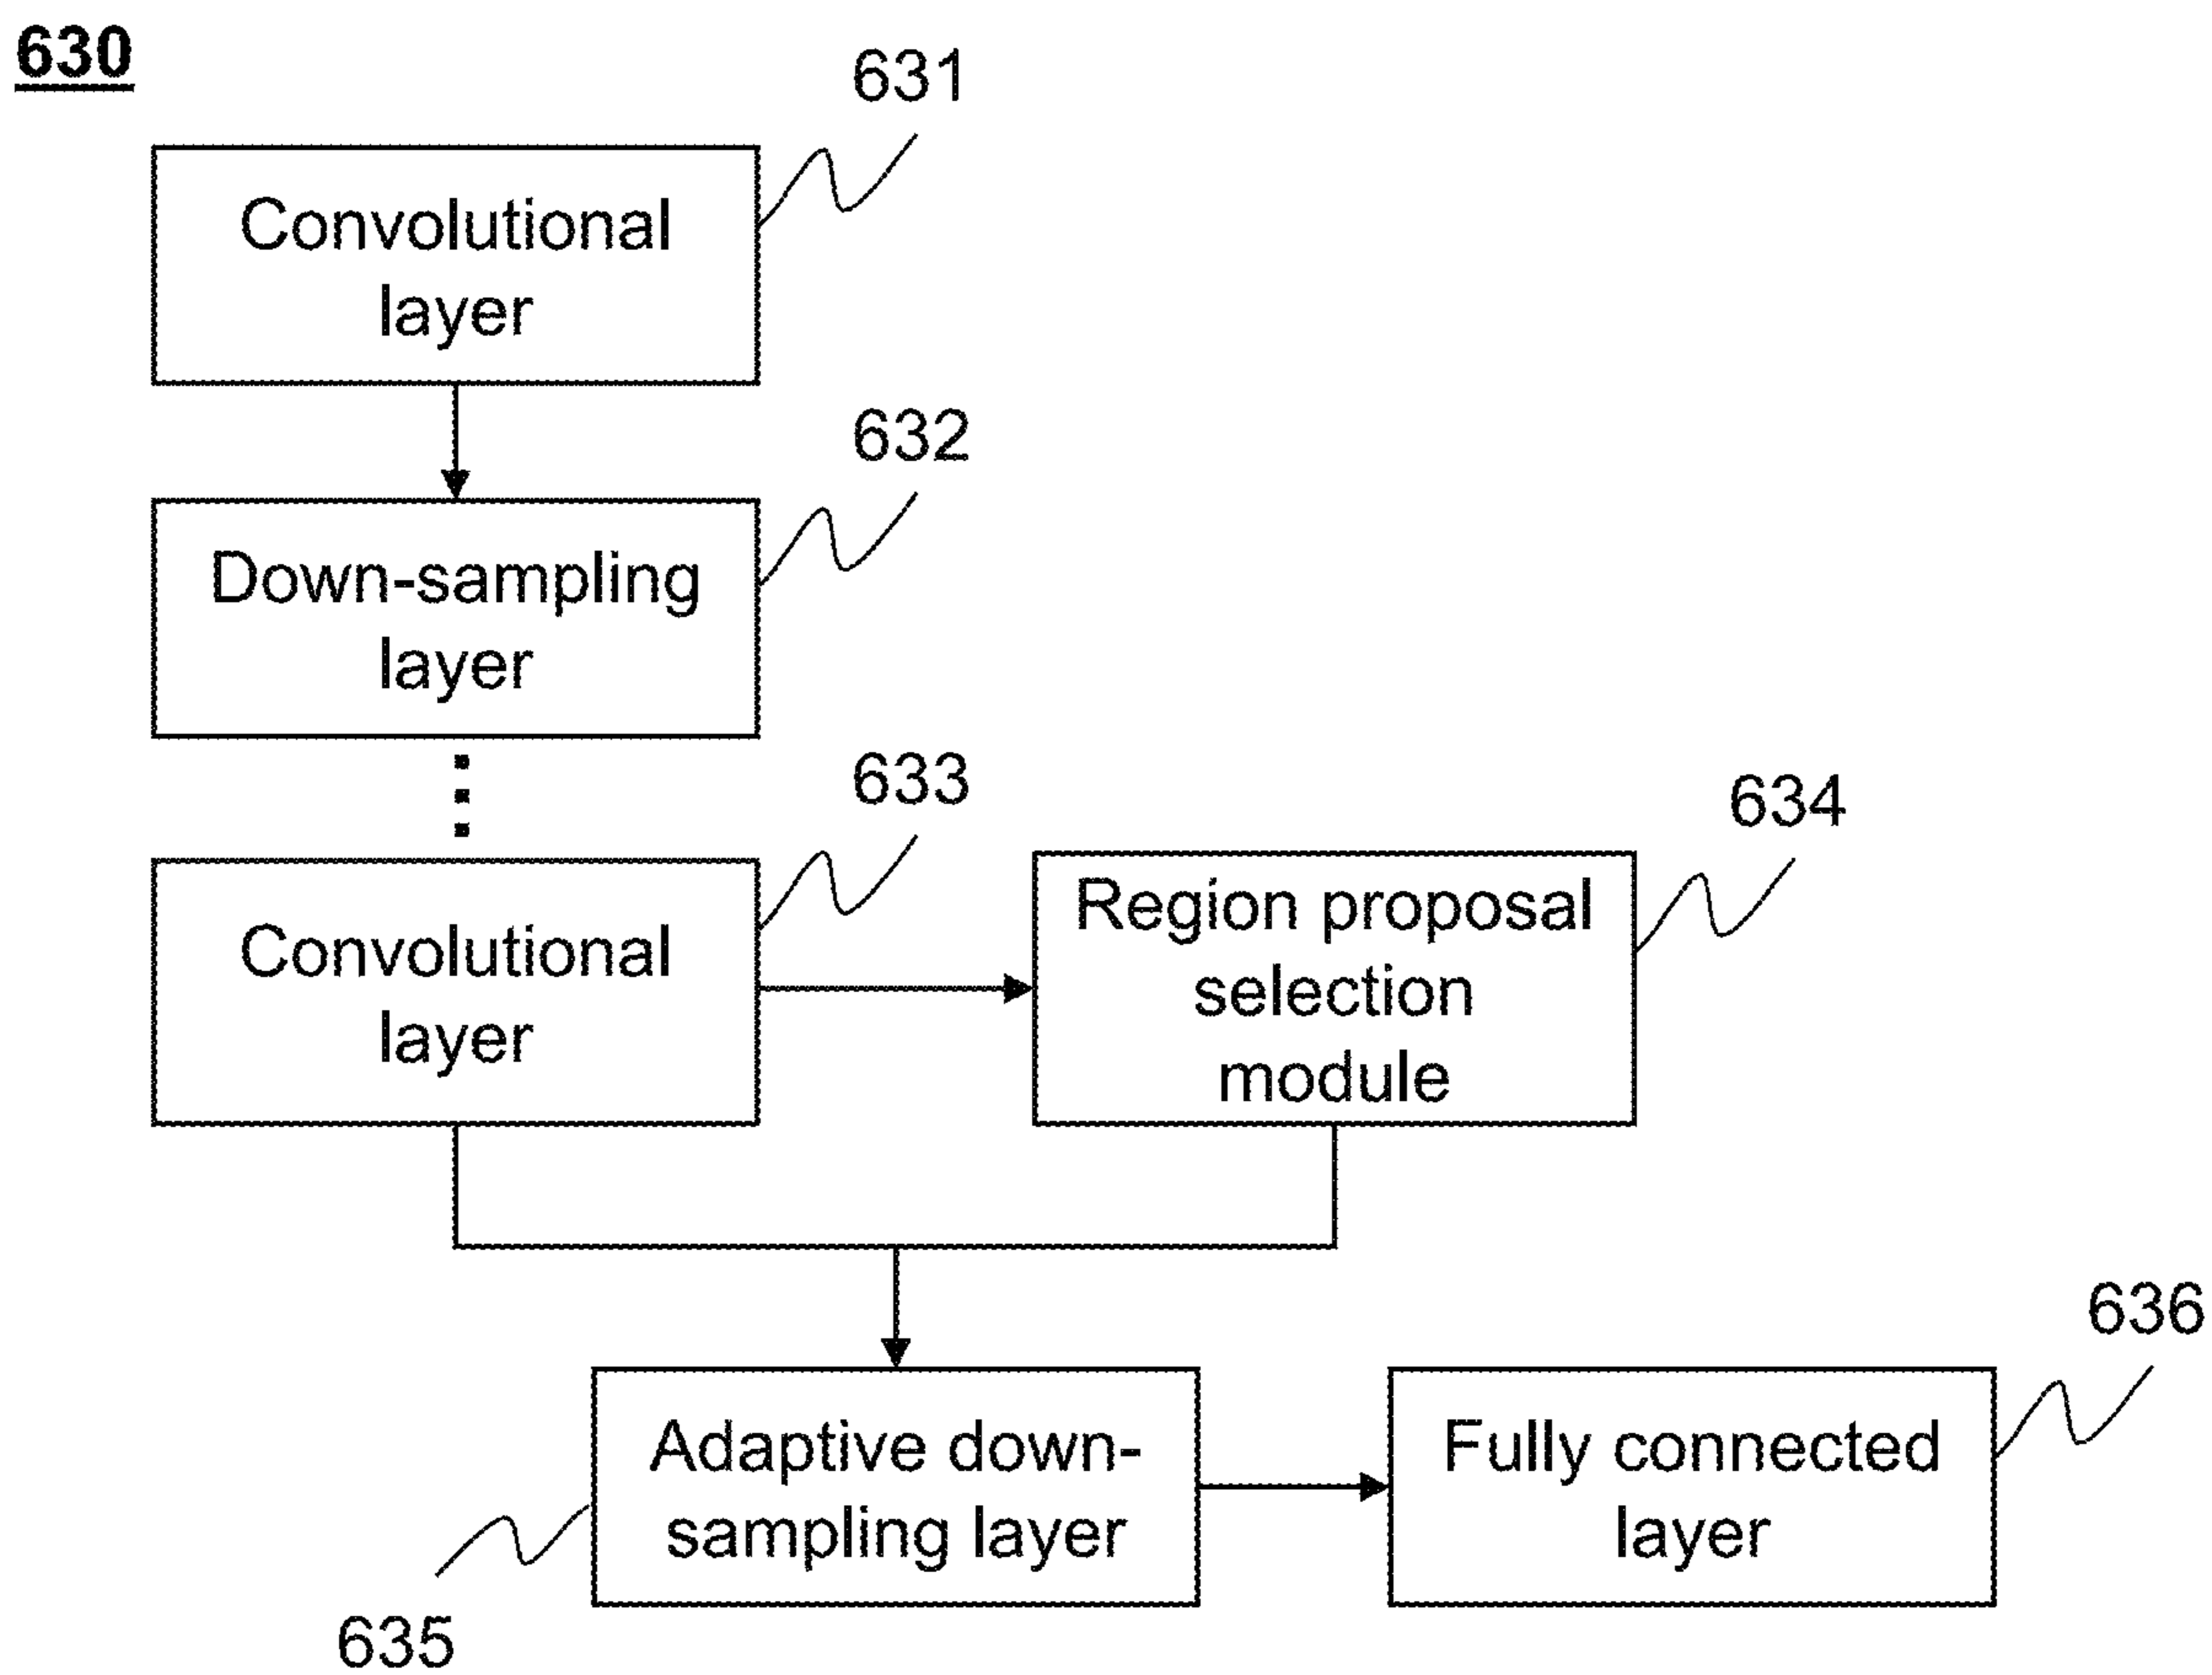 630
631
Convolutional
layer
632
Down-sampling
layer
633
Convolutional
layer
634
Region proposal
selection
module
636
Adaptive down-
sampling layer
Fully connected
layer
635